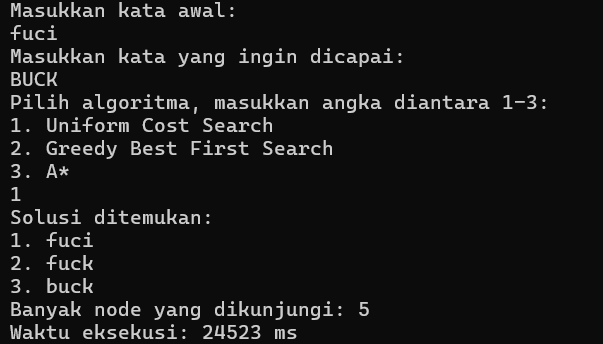 Masukkan kata awal:
fuci
Masukkan kata yang ingin dicapai:
BUCK
Pilih algoritma, masukkan angka diantara 1-3:
1. Uniform Cost Search
2. Greedy Best First Search
3. A*
1
Solusi ditemukan:
1. fuci
2. fuck
3. buck
Banyak node yang dikunjungi: 5
Waktu eksekusi: 24523 ms